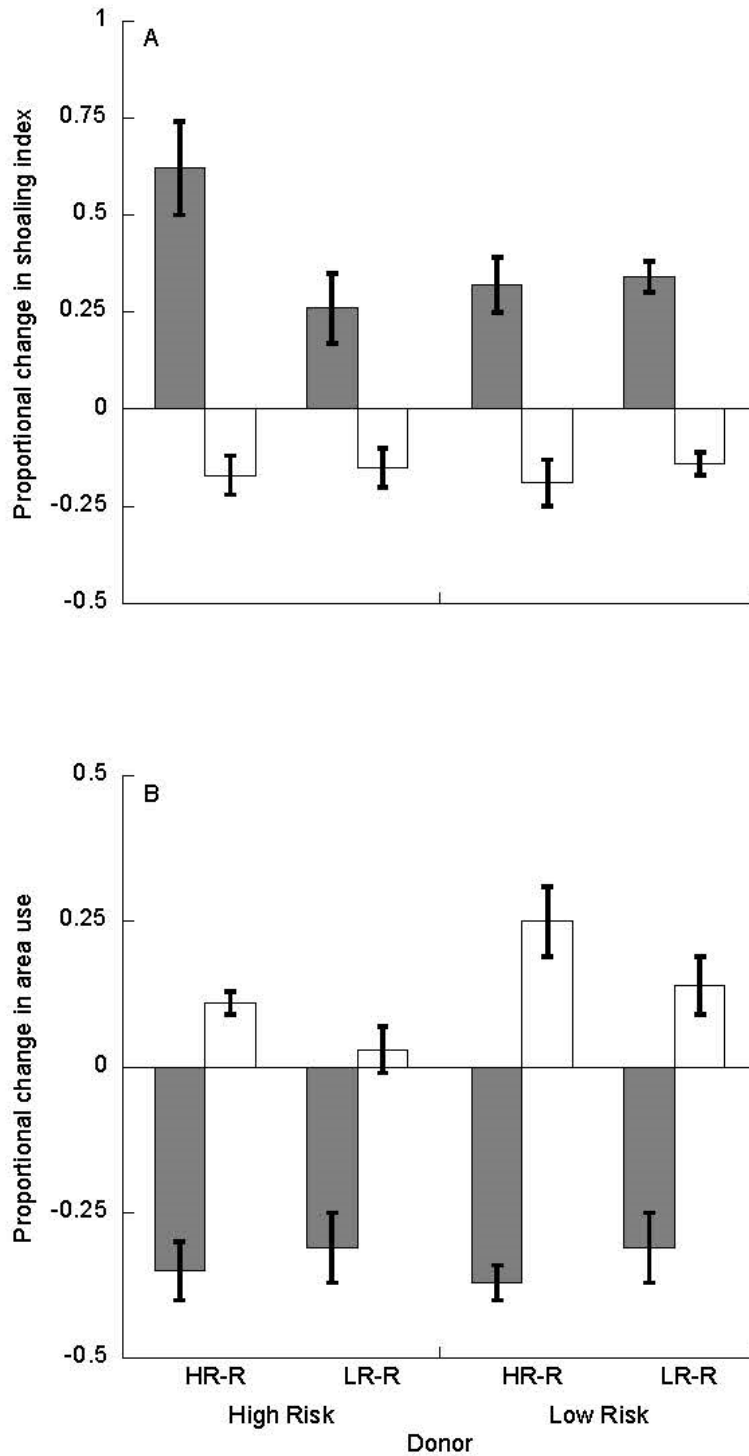 A
Proportional change in shoaling index
1
0.75
0.5
0.25
0
-0.25
-0.5
B
Proportional change in area use
0.5
0.25
0
-0.25
-0.5
HR-R LR-R HR-R LR-R
High Risk Low Risk
Donor